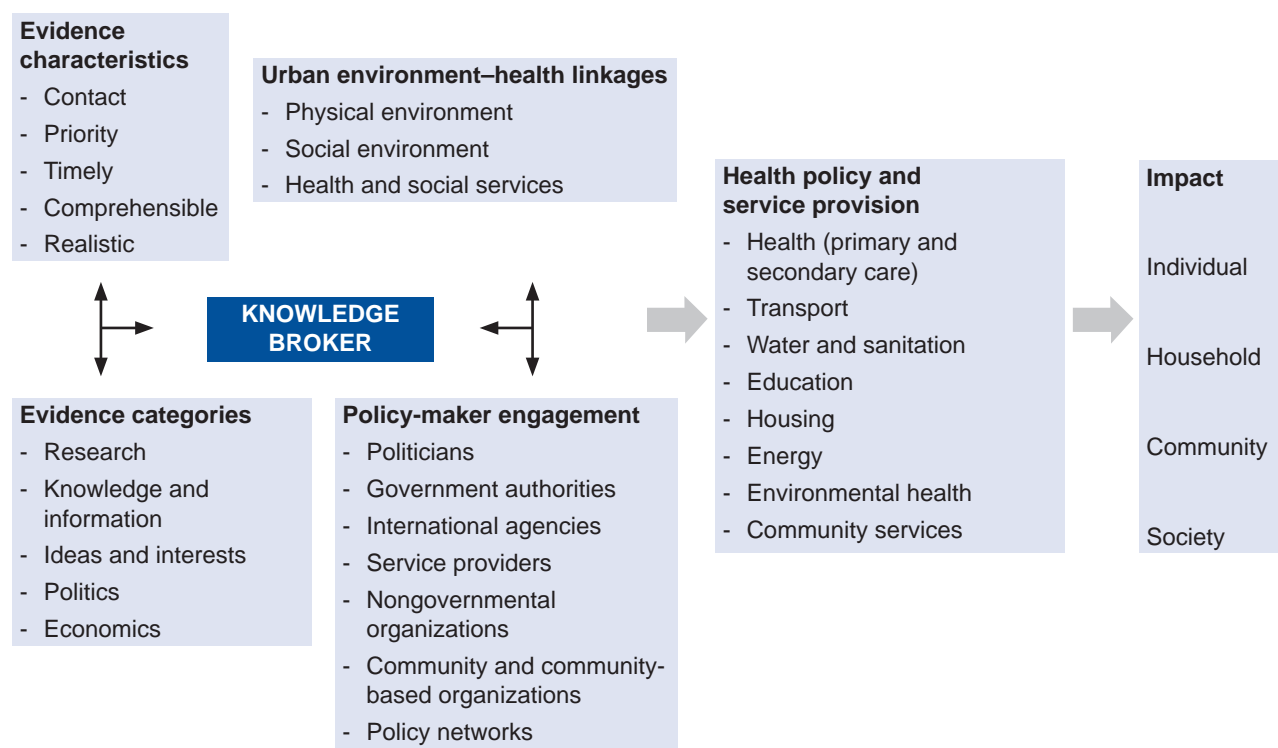 Evidence
characteristics
- Contact
- Priority
- Timely
- Comprehensible
- Realistic
Urban environment–health linkages
- Physical environment
- Social environment
- Health and social services
KNOWLEDGE
BROKER
Evidence categories
- Research
- Knowledge and
information
- Ideas and interests
- Politics
- Economics
Policy-maker engagement
- Politicians
- Government authorities
- International agencies
- Service providers
- Nongovernmental
organizations
- Community and community-
based organizations
- Policy networks
Health policy and
service provision
- Health (primary and
secondary care)
- Transport
- Water and sanitation
- Education
- Housing
- Energy
- Environmental health
- Community services
Impact
Individual
Household
Community
Society